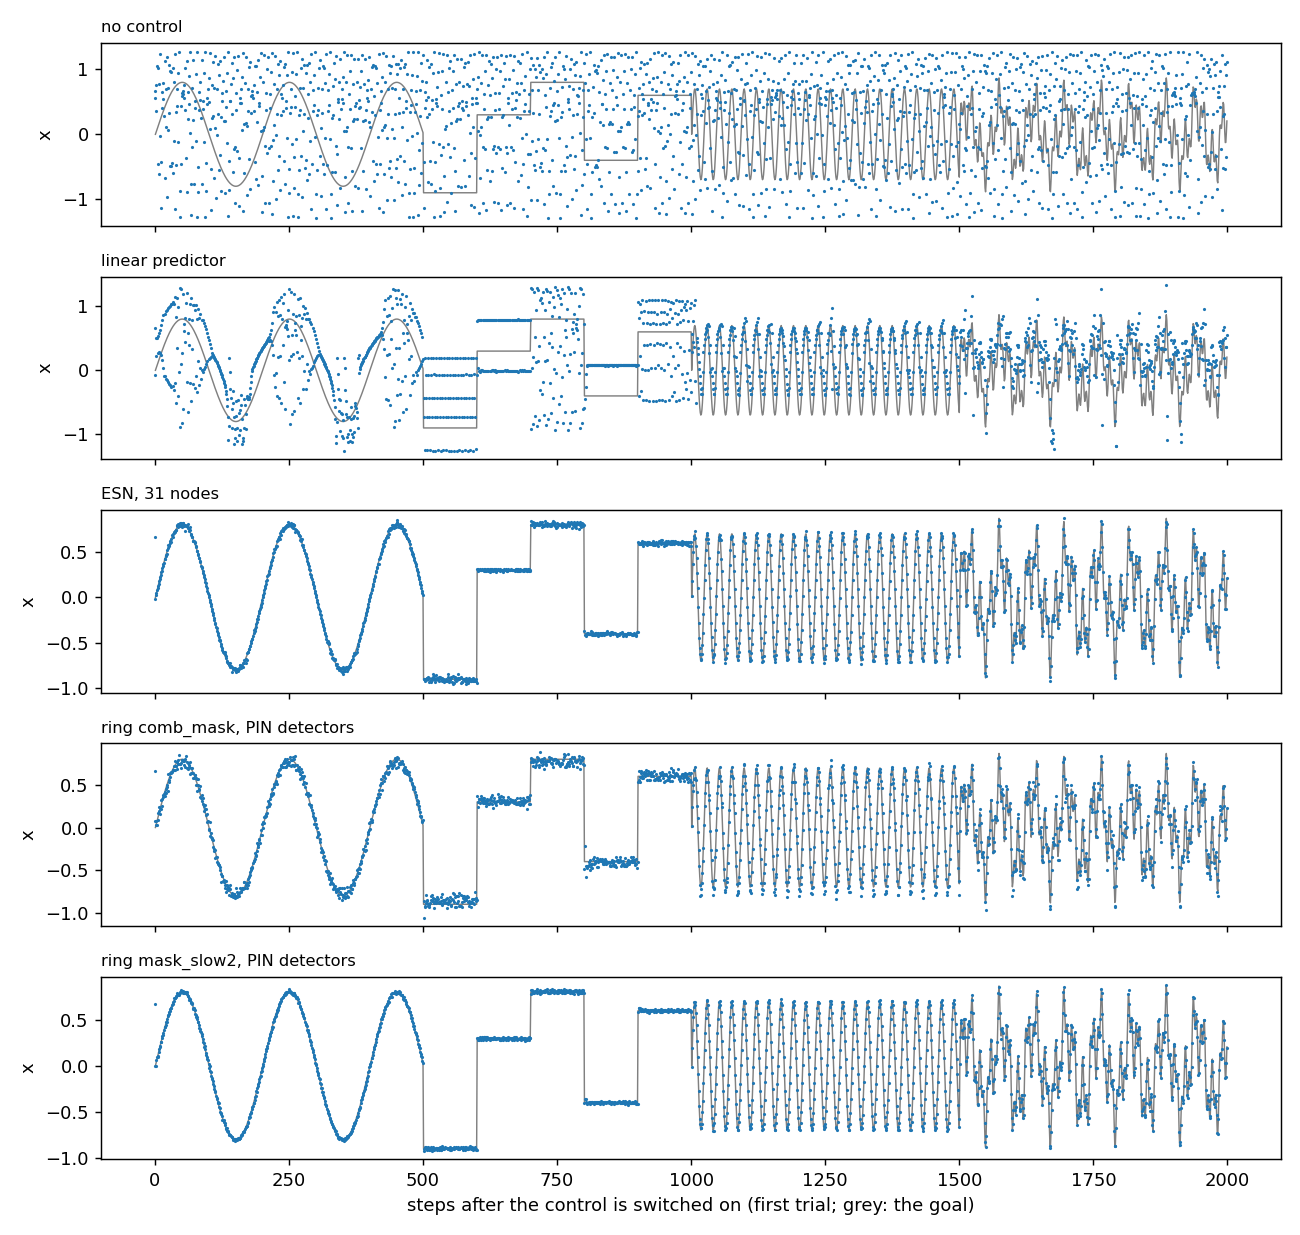 no control
1
0
−1
x
linear predictor
1
0
−1
x
ESN, 31 nodes
0.5
0.0
−0.5
−1.0
x
ring comb_mask, PIN detectors
0.5
0.0
−0.5
−1.0
x
ring mask_slow2, PIN detectors
0.5
0.0
−0.5
−1.0
x
0 250 500 750 1000 1250 1500 1750 2000
steps after the control is switched on (first trial; grey: the goal)